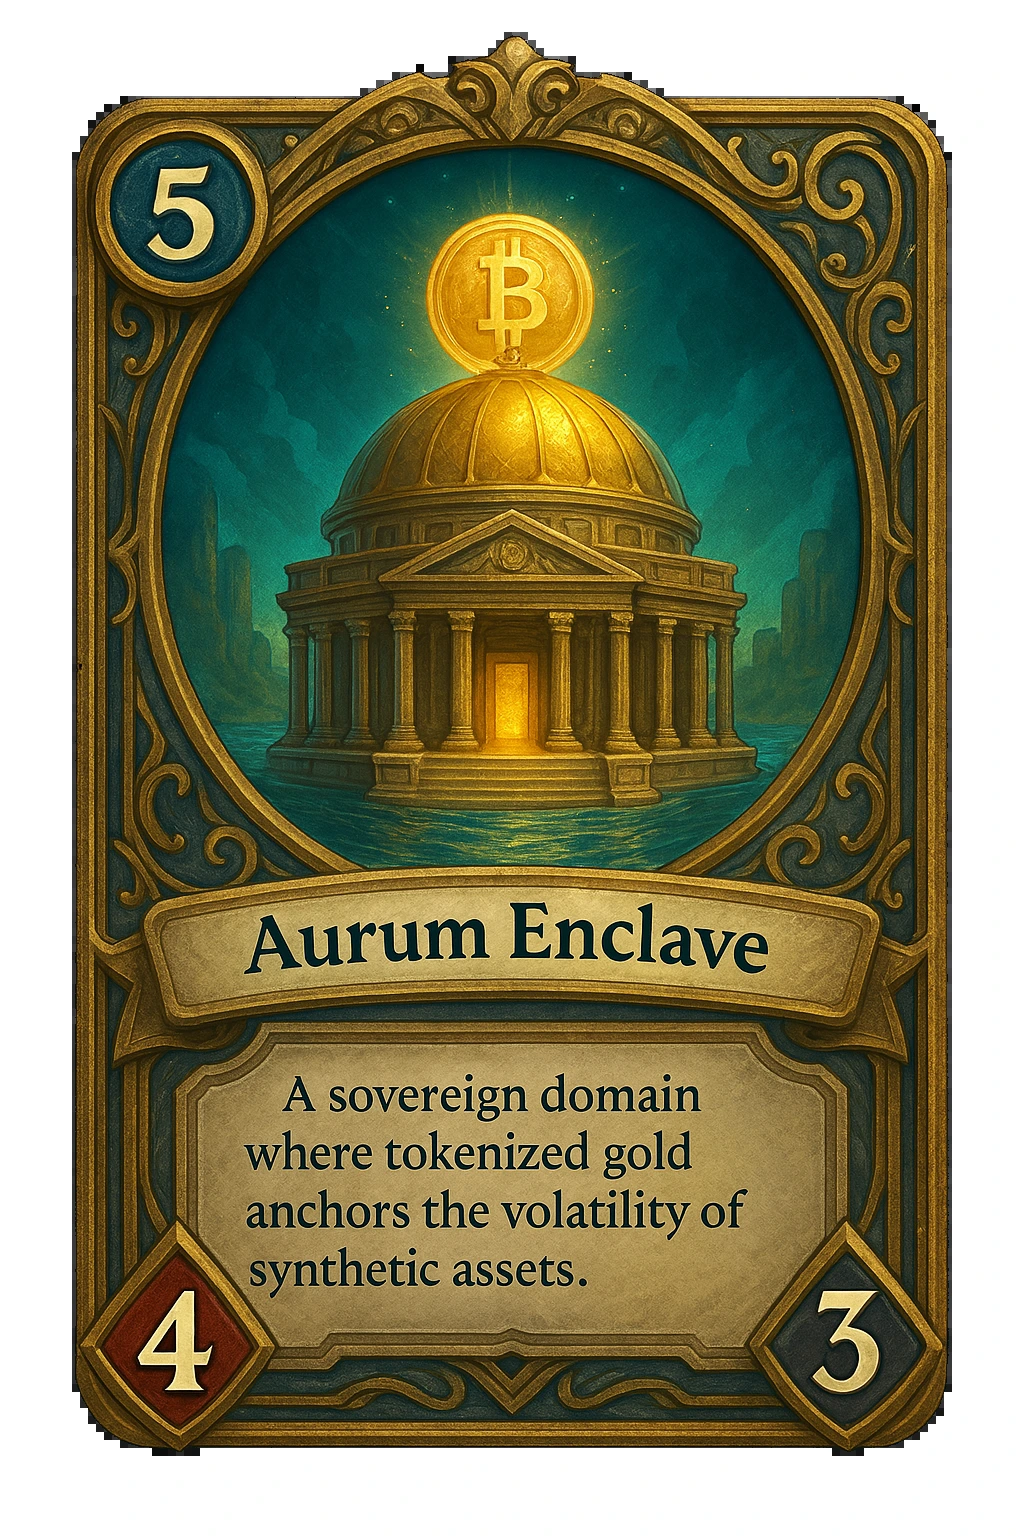 5
Aurum Enclave
A sovereign domain
where tokenized gold
anchors the volatility of
synthetic assets.
4
3